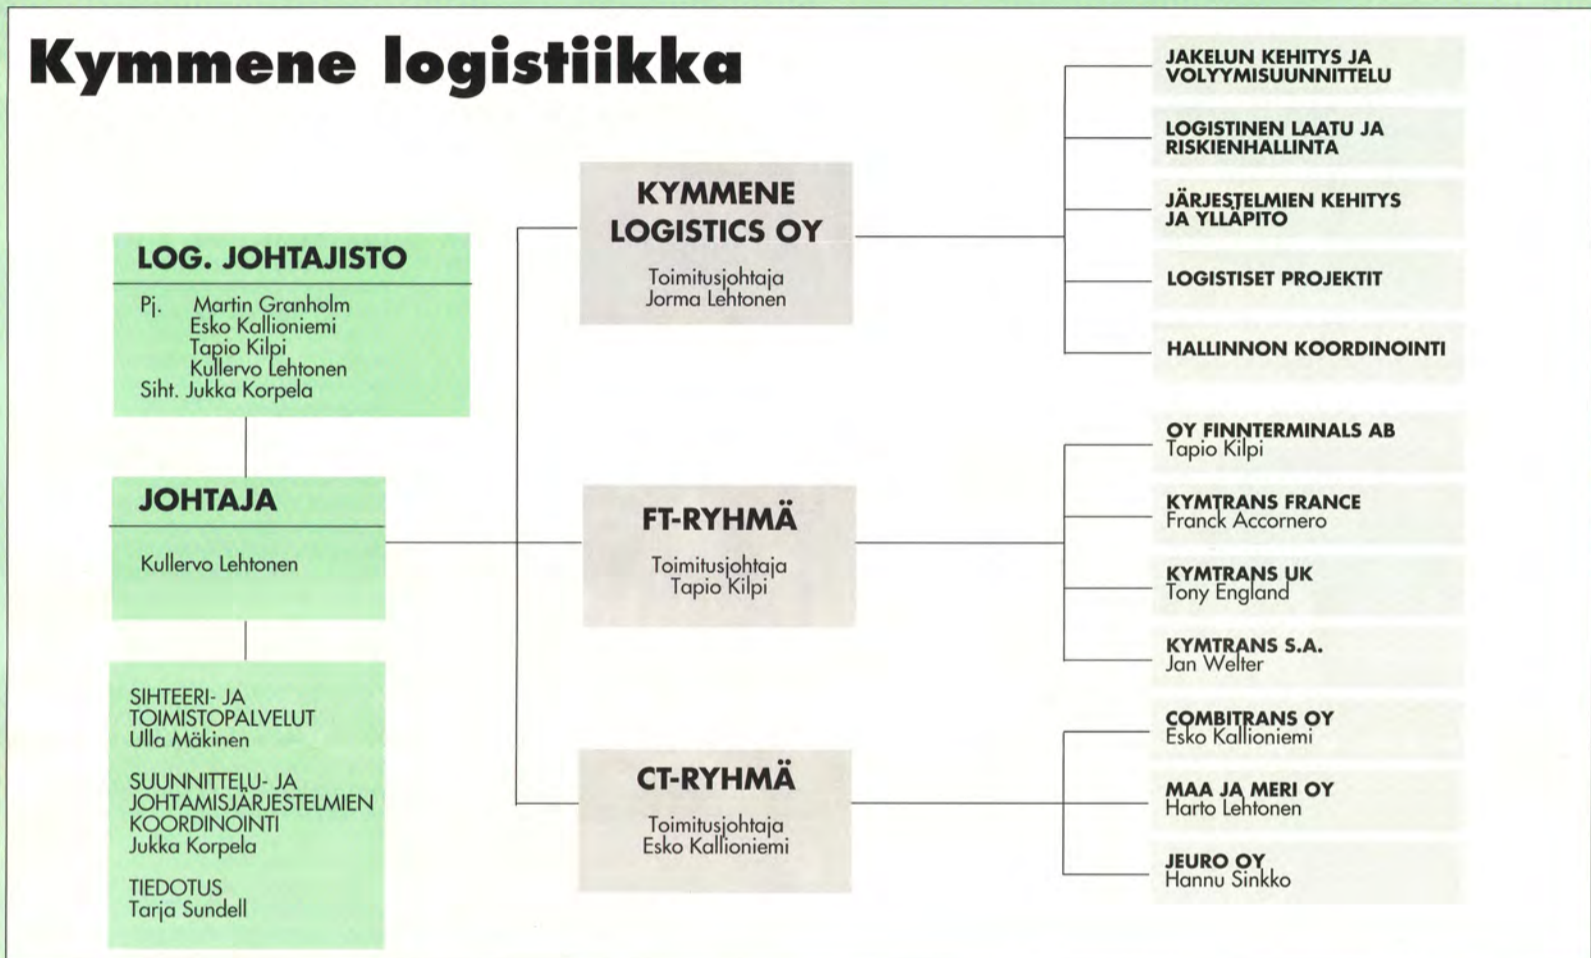 Kymmene logistiikka
LOG. JOHTAJISTO
Pj. Martin Granholm
Esko Kallioniemi
Tapio Kilpi
Kullervo Lehtonen
Siht. Jukka Korpela
JOHTAJA
Kullervo Lehtonen
SIHTEERI- JA
TOIMISTOPALVELUT
Ulla Mäkinen
SUUNNITTELU- JA
JOHTAMISJÄRJESTELMIEN
KOORDINOINTI
Jukka Korpela
TIEDOTUS
Tarja Sundell
KYMMENE
LOGISTICS OY
Toimitusjohtaja
Jorma Lehtonen
FT-RYHMÄ
Toimitusjohtaja
Tapio Kilpi
CT-RYHMÄ
Toimitusjohtaja
Esko Kallioniemi
JAKELUN KEHITYS JA
VOLYYMISUUNNITTELU
LOGISTINEN LAATU JA
RISKIENHALLINTA
JÄRJESTELMIEN KEHITYS
JA YLLÄPITO
LOGISTISET PROJEKTIT
HALLINNON KOORDINOINTI
OY FINNTERMINALS AB
Tapio Kilpi
KYMTRANS FRANCE
Franck Accornero
KYMTRANS UK
Tony England
KYMTRANS S.A.
Jan Welter
COMBITRANS OY
Esko Kallioniemi
MAA JA MERI OY
Harto Lehtonen
JEURO OY
Hannu Sinkko